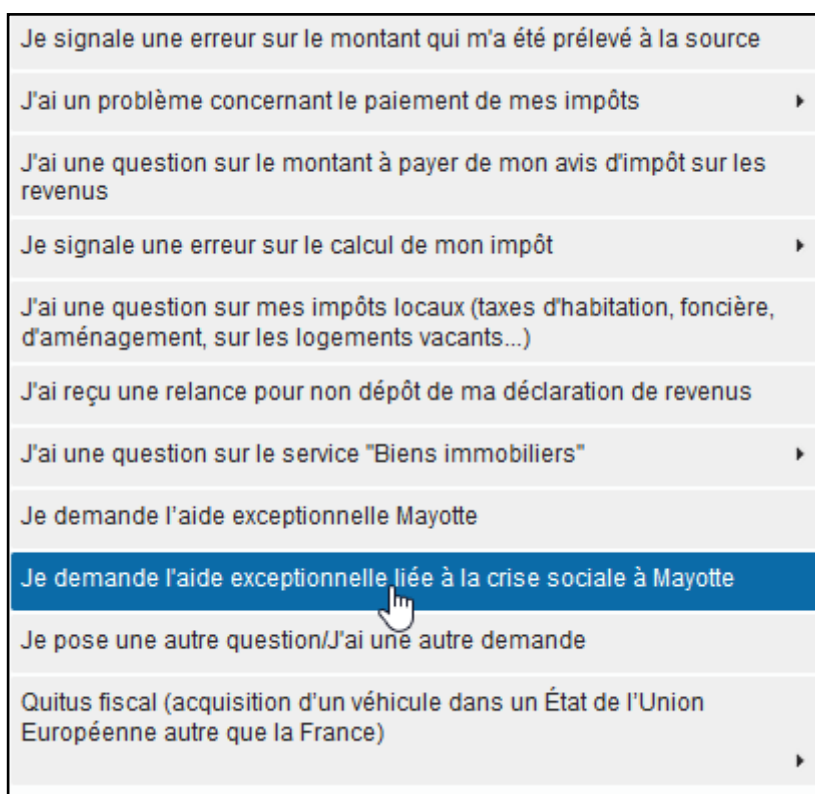 Je signale une erreur sur le montant qui m'a été prélevé à la source
J'ai un problème concernant le paiement de mes impôts
J'ai une question sur le montant à payer de mon avis d'impôt sur les
revenus
Je signale une erreur sur le calcul de mon impôt
J'ai une question sur mes impôts locaux (taxes d'habitation, foncière,
d'aménagement, sur les logements vacants...)
J'ai reçu une relance pour non dépôt de ma déclaration de revenus
J'ai une question sur le service "Biens immobiliers"
Je demande l’aide exceptionnelle Mayotte
Je demande l'aide exceptionnelle liée à la crise sociale à Mayotte
Je pose une autre question/J'ai une autre demande
Quitus fiscal (acquisition d’un véhicule dans un État de l’Union
Européenne autre que la France)